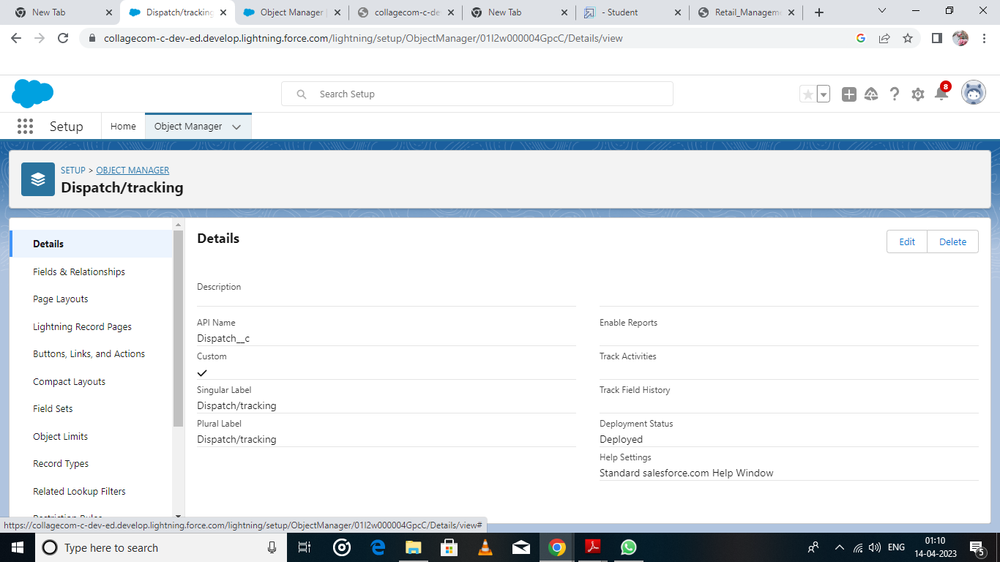 New Tab
Dispatch/tracking
Object Manager
collagecom-c-de
New Tab
- Student
Retail_Managem
collagecom-c-dev-ed.develop.lightning.force.com/lightning/setup/ObjectManager/01I2w000004GpcC/Details/view
Search Setup
8
Setup
Home
Object Manager
SETUP > OBJECT MANAGER
Dispatch/tracking
Details
Fields & Relationships
Page Layouts
Lightning Record Pages
Buttons, Links, and Actions
Compact Layouts
Field Sets
Object Limits
Record Types
Related Lookup Filters
Restriction Rules
Details
Edit
Delete
Description
API Name
Dispatch__c
Custom
Singular Label
Dispatch/tracking
Plural Label
Dispatch/tracking
Enable Reports
Track Activities
Track Field History
Deployment Status
Deployed
Help Settings
Standard salesforce.com Help Window
https://collagecom-c-dev-ed.develop.lightning.force.com/lightning/setup/ObjectManager/01I2w000004GpcC/Details/view#
Type here to search
ENG
01:10
14-04-2023
5